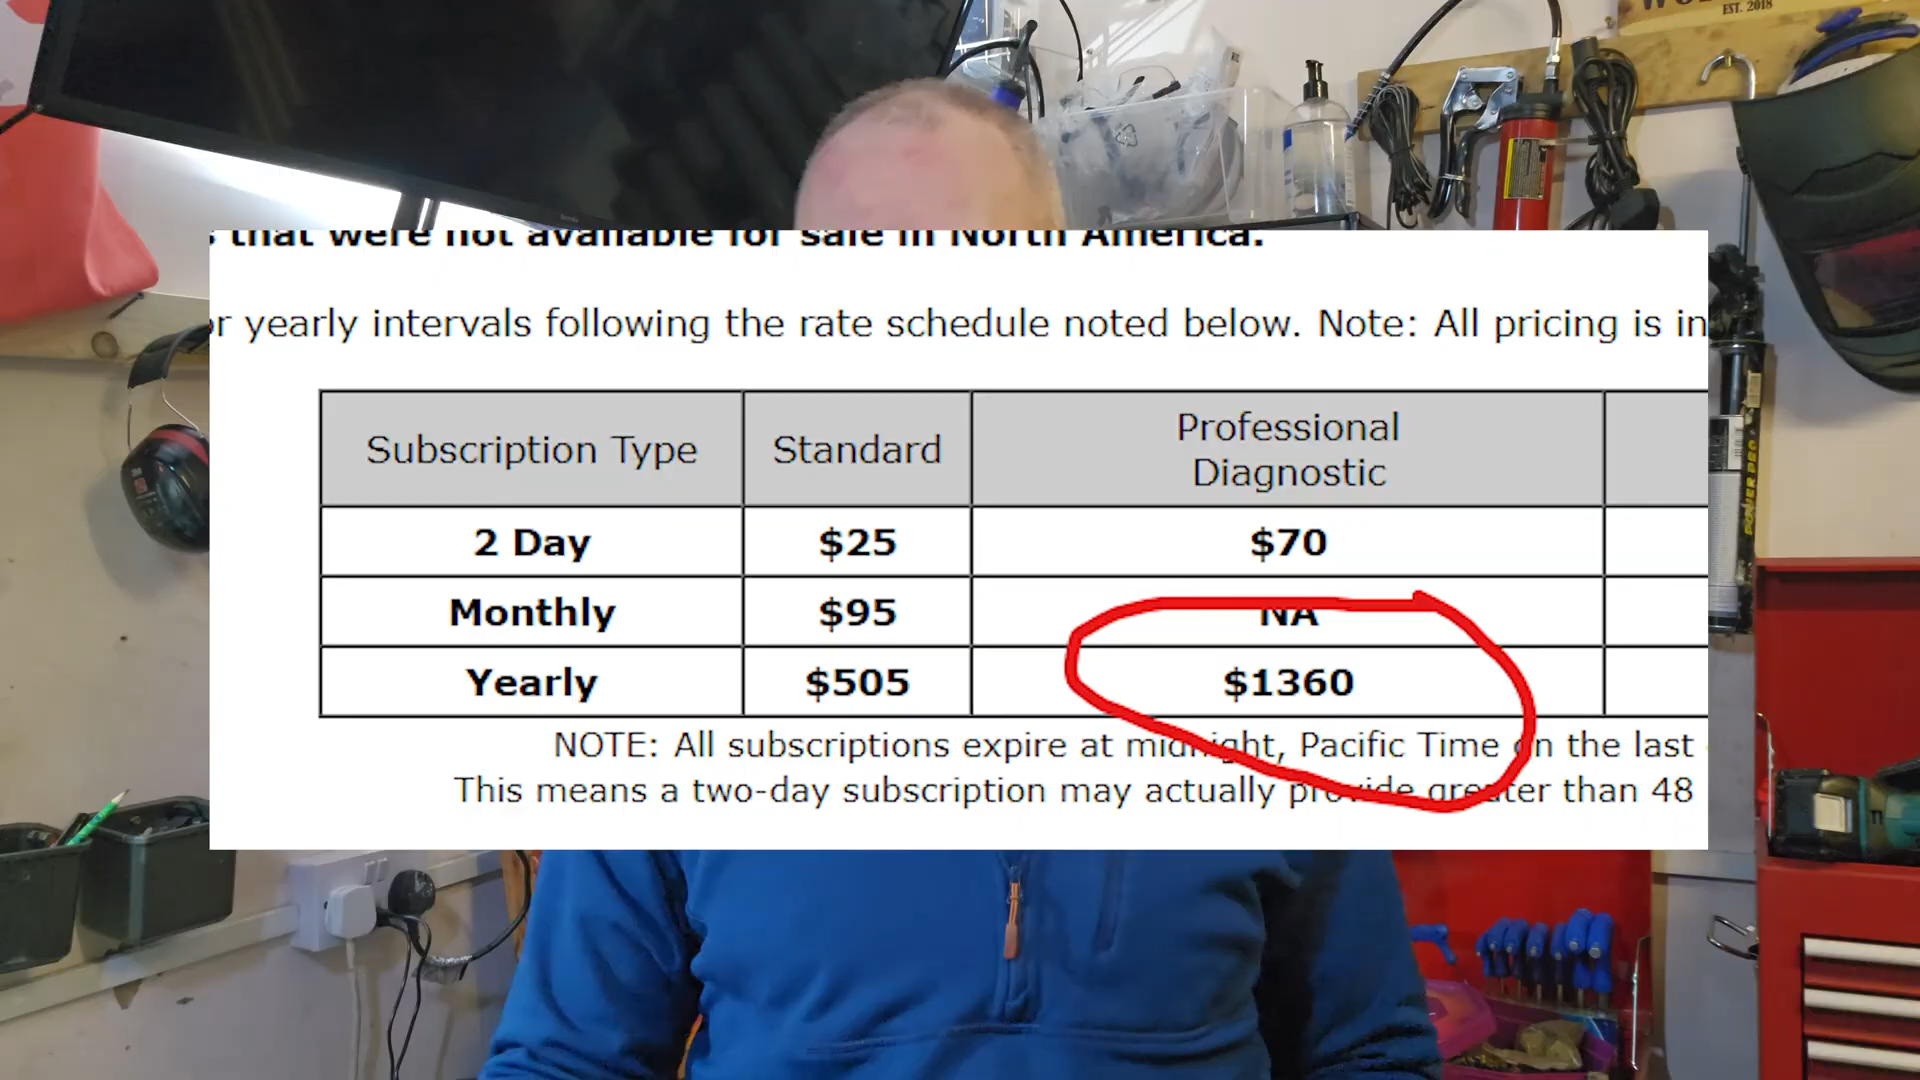 EST. 2018
s that were not available for sale in North America.
or yearly intervals following the rate schedule noted below. Note: All pricing is in
Subscription Type Standard Professional Diagnostic
2 Day $25 $70
Monthly $95 NA
Yearly $505 $1360
NOTE: All subscriptions expire at midnight, Pacific Time on the last
This means a two-day subscription may actually provide greater than 48
POWER PRO